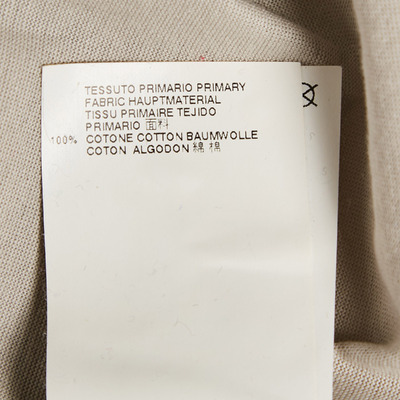 TESSUTO PRIMARIO PRIMARY
FABRIC HAUPTMATERIAL
TISSU PRIMAIRE TEJIDO
PRIMARIO 面料
100% COTONE COTTON BAUMWOLLE
COTON ALGODON 綿 棉